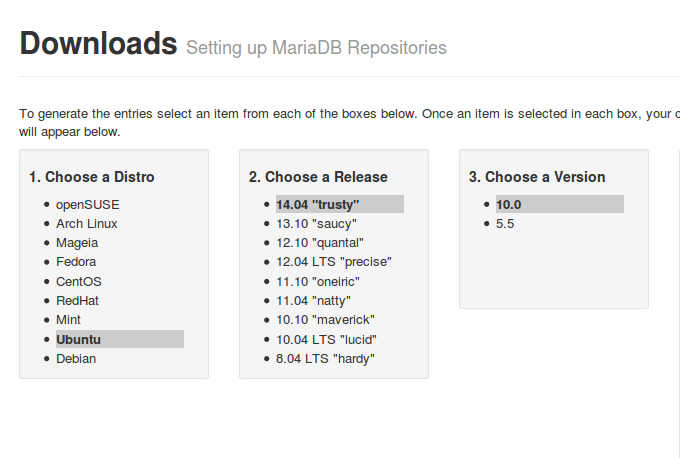 Downloads Setting up MariaDB Repositories
To generate the entries select an item from each of the boxes below. Once an item is selected in each box, your
will appear below.
1. Choose a Distro
openSUSE
Arch Linux
Mageia
Fedora
CentOS
RedHat
Mint
Ubuntu
Debian
2. Choose a Release
14.04 "trusty"
13.10 "saucy"
12.10 "quantal"
12.04 LTS "precise"
11.10 "oneiric"
11.04 "natty"
10.10 "maverick"
10.04 LTS "lucid"
8.04 LTS "hardy"
3. Choose a Version
10.0
5.5